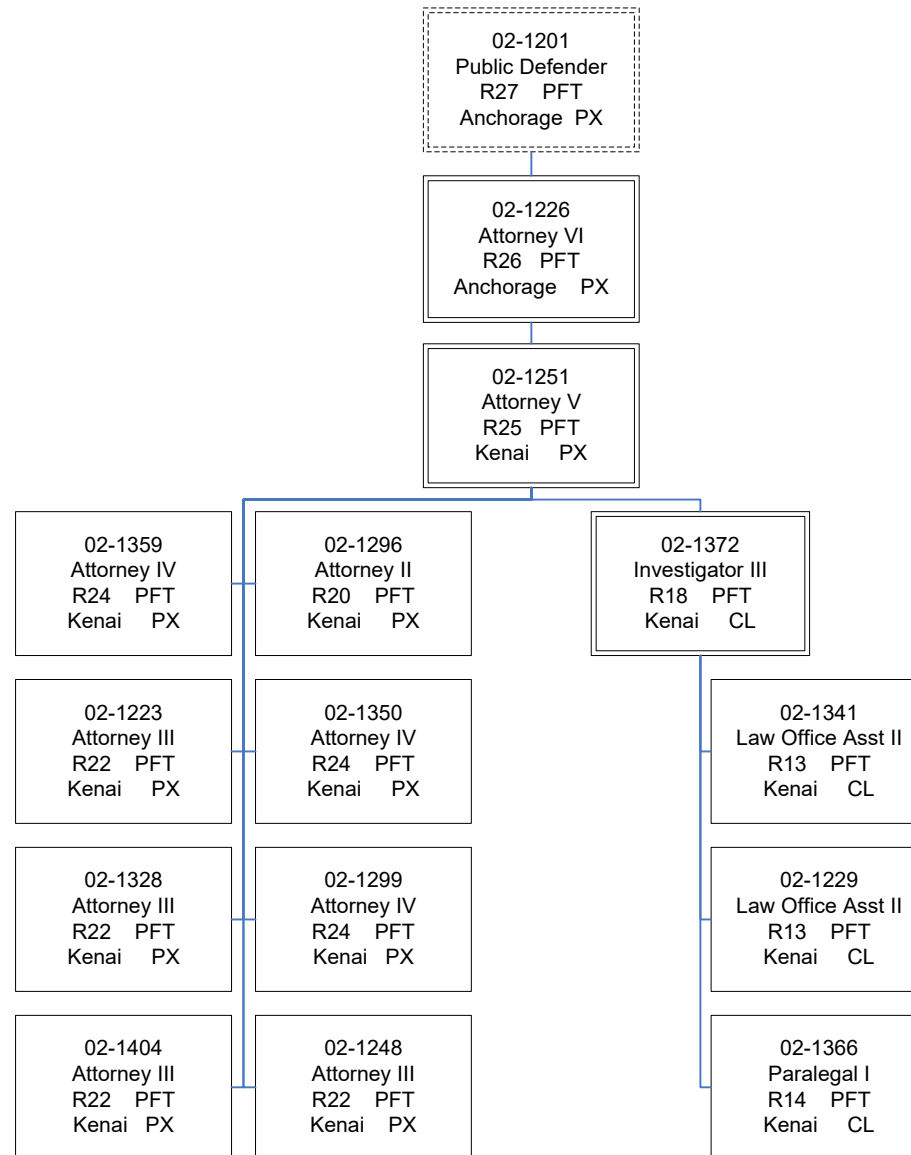 02-1201
Public Defender
R27 PFT
Anchorage PX
02-1226
Attorney VI
R26 PFT
Anchorage PX
02-1251
Attorney V
R25 PFT
Kenai PX
02-1359
Attorney IV
R24 PFT
Kenai PX
02-1296
Attorney II
R20 PFT
Kenai PX
02-1372
Investigator III
R18 PFT
Kenai CL
02-1223
Attorney III
R22 PFT
Kenai PX
02-1350
Attorney IV
R24 PFT
Kenai PX
02-1341
Law Office Asst II
R13 PFT
Kenai CL
02-1328
Attorney III
R22 PFT
Kenai PX
02-1299
Attorney IV
R24 PFT
Kenai PX
02-1229
Law Office Asst II
R13 PFT
Kenai CL
02-1404
Attorney III
R22 PFT
Kenai PX
02-1248
Attorney III
R22 PFT
Kenai PX
02-1366
Paralegal I
R14 PFT
Kenai CL